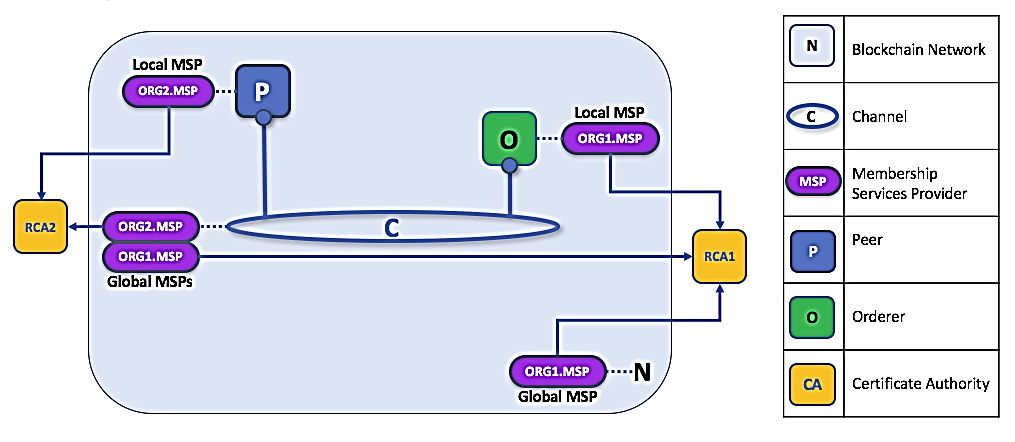 Local MSP
ORG2.MSP
P
Local MSP
O
ORG1.MSP
RCA2
ORG2.MSP
C
ORG1.MSP
RCA1
Global MSPs
ORG1.MSP
N
Global MSP
N
Blockchain Network
C
Channel
MSP
Membership
Services Provider
P
Peer
O
Orderer
CA
Certificate Authority